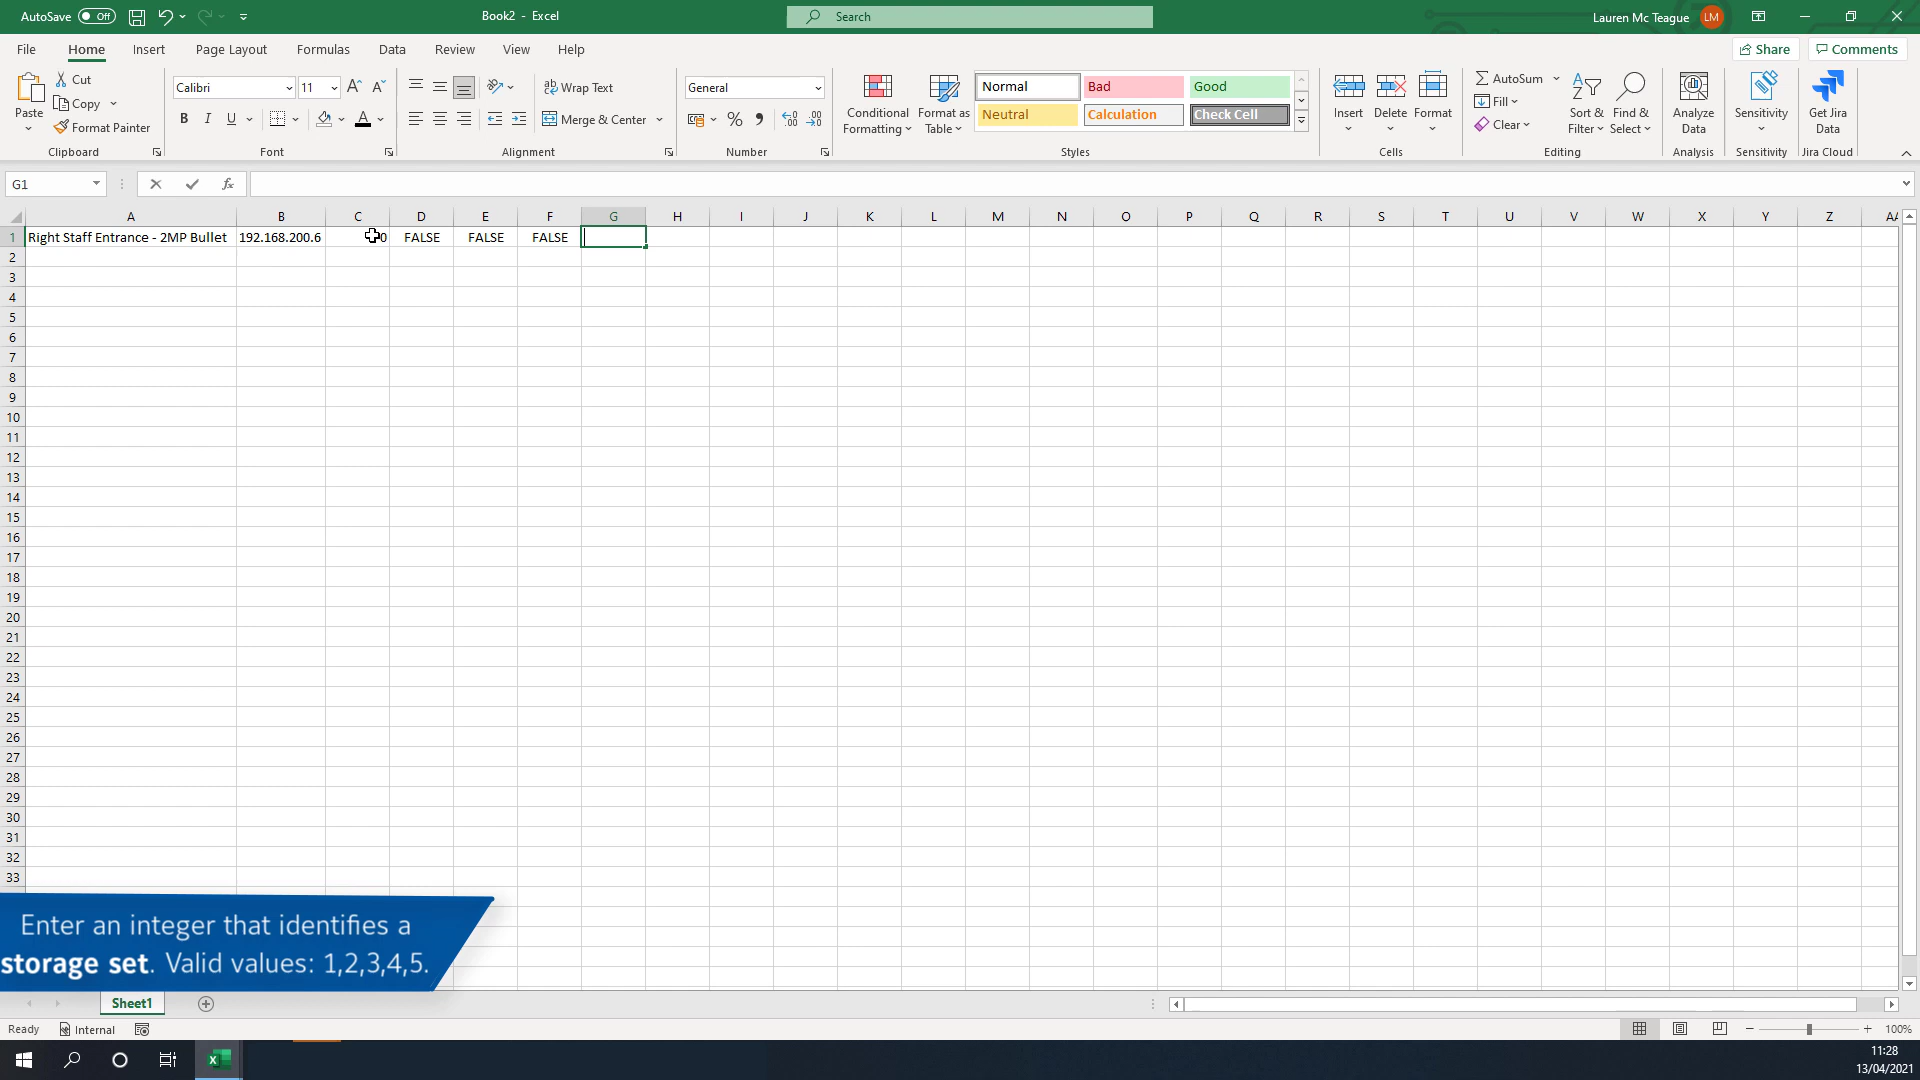 AutoSave Off Book2 - Excel Search Lauren Mc Teague LM
File Home Insert Page Layout Formulas Data Review View Help Share Comments
Paste Cut Copy Format Painter Clipboard
Calibri 11 A A B I U A Font
ab Wrap Text Merge & Center Alignment
General % Number
Conditional Formatting Format as Table Normal Bad Good Neutral Calculation Check Cell Styles
Insert Delete Format Cells
AutoSum Fill Clear Sort & Filter Find & Select Editing
Analyze Data Analysis
Sensitivity Sensitivity
Get Jira Data Jira Cloud
G1 fx
A B C D E F G H I J K L M N O P Q R S T U V W X Y Z AA
1 Right Staff Entrance - 2MP Bullet 192.168.200.6 0 FALSE FALSE FALSE
2
3
4
5
6
7
8
9
10
11
12
13
14
15
16
17
18
19
20
21
22
23
24
25
26
27
28
29
30
31
32
33
Enter an integer that identifies a
storage set. Valid values: 1,2,3,4,5.
Sheet1
Ready Internal 100%
11:28
13/04/2021